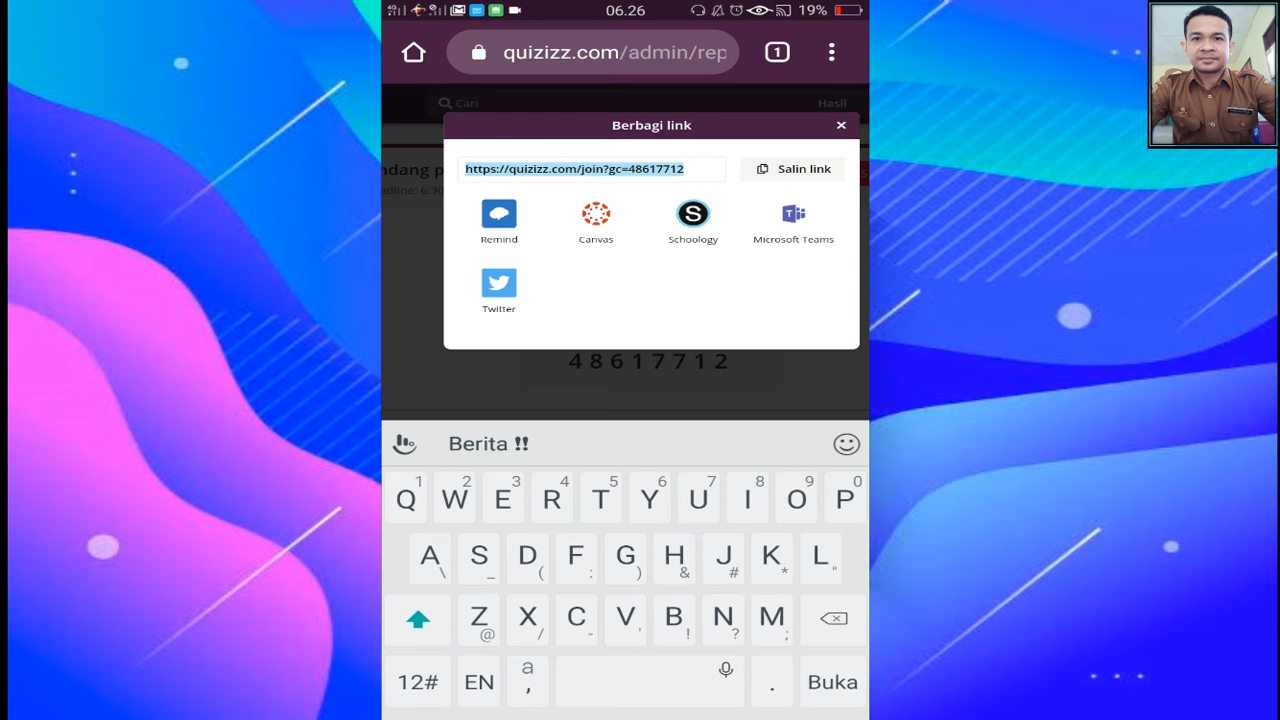 06.26
19%
quizizz.com/admin/rep
1
Cari
Hasil
Berbagi link
×
https://quizizz.com/join?gc=48617712
Salin link
Remind
Canvas
S
Schoology
T
Microsoft Teams
Twitter
ndang p
adline: 6:30
48617712
Berita ‼
1 2 3 4 5 6 7 8 9 0
Q W E R T Y U I O P
A S D F G H J K L
\ _ ( : ) & # * "
Z X C V B N M
@ / - ' ! ? ;
12# EN a , . Buka